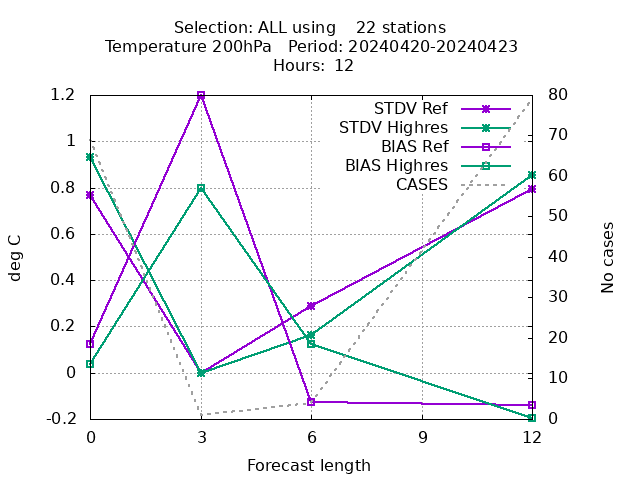 Selection: ALL using    22 stations
Temperature 200hPa   Period: 20240420-20240423
Hours: 12
1.2
1
0.8
0.6
0.4
0.2
0
-0.2
deg C
STDV Ref
STDV Highres
BIAS Ref
BIAS Highres
CASES
80
70
60
50
40
30
20
10
0
No cases
0 3 6 9 12
Forecast length